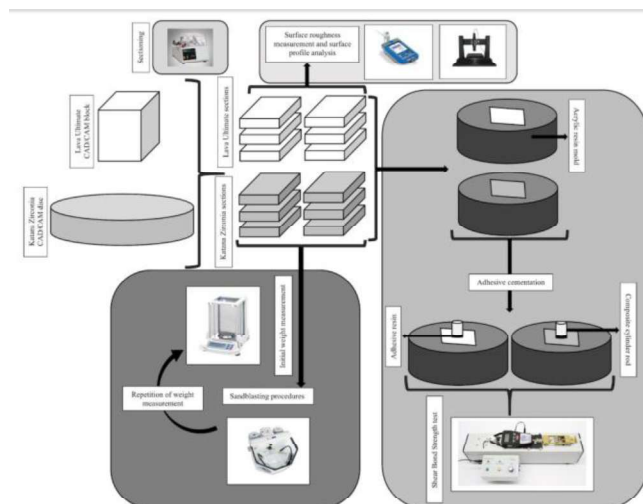 Sectioning
Surface roughness
measurement and surface
profile analysis
Lava Ultimate
CAD/CAM block
Lava Ultimate sections
Katana Zirconia
CAD/CAM disc
Katana Zirconia sections
Acrylic resin mold
Adhesive cementation
Adhesive resin
Composite cylinder rod
Shear Bond Strength test
Initial weight measurement
Repetition of weight
measurement
Sandblasting procedures